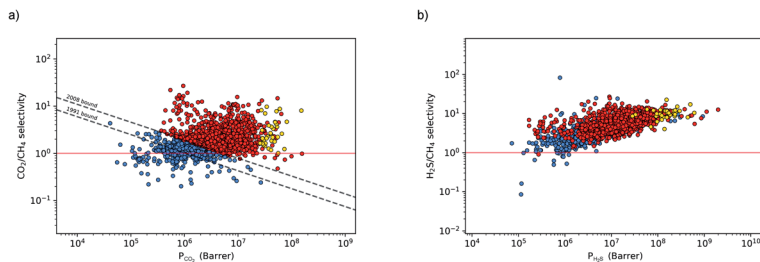 a)
b)
CO₂/CH₄ selectivity
10²
10¹
10⁰
10⁻¹
2008 bound
1991 bound
10⁴ 10⁵ 10⁶ 10⁷ 10⁸ 10⁹
P_CO₂ (Barrer)
H₂S/CH₄ selectivity
10²
10¹
10⁰
10⁻¹
10⁻²
10⁴ 10⁵ 10⁶ 10⁷ 10⁸ 10⁹ 10¹⁰
P_H₂S (Barrer)